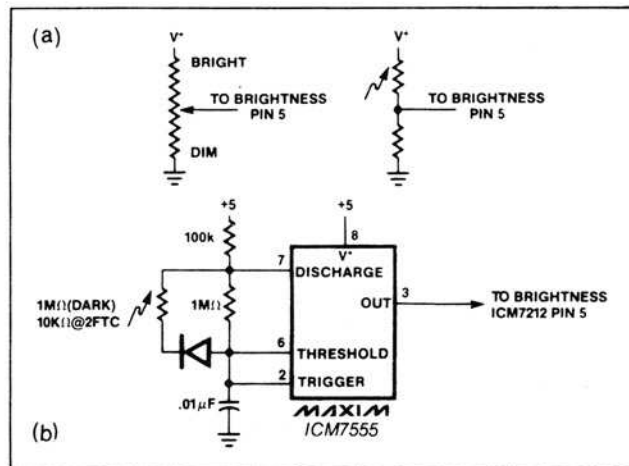 (a)
V+
BRIGHT
TO BRIGHTNESS
PIN 5
DIM
V+
TO BRIGHTNESS
PIN 5
+5
100k
+5
8
V+
7
DISCHARGE
1MΩ(DARK)
10KΩ@2FTC
1MΩ
OUT
3
TO BRIGHTNESS
ICM7212 PIN 5
6
THRESHOLD
2
TRIGGER
.01µF
MAXIM
ICM7555
(b)